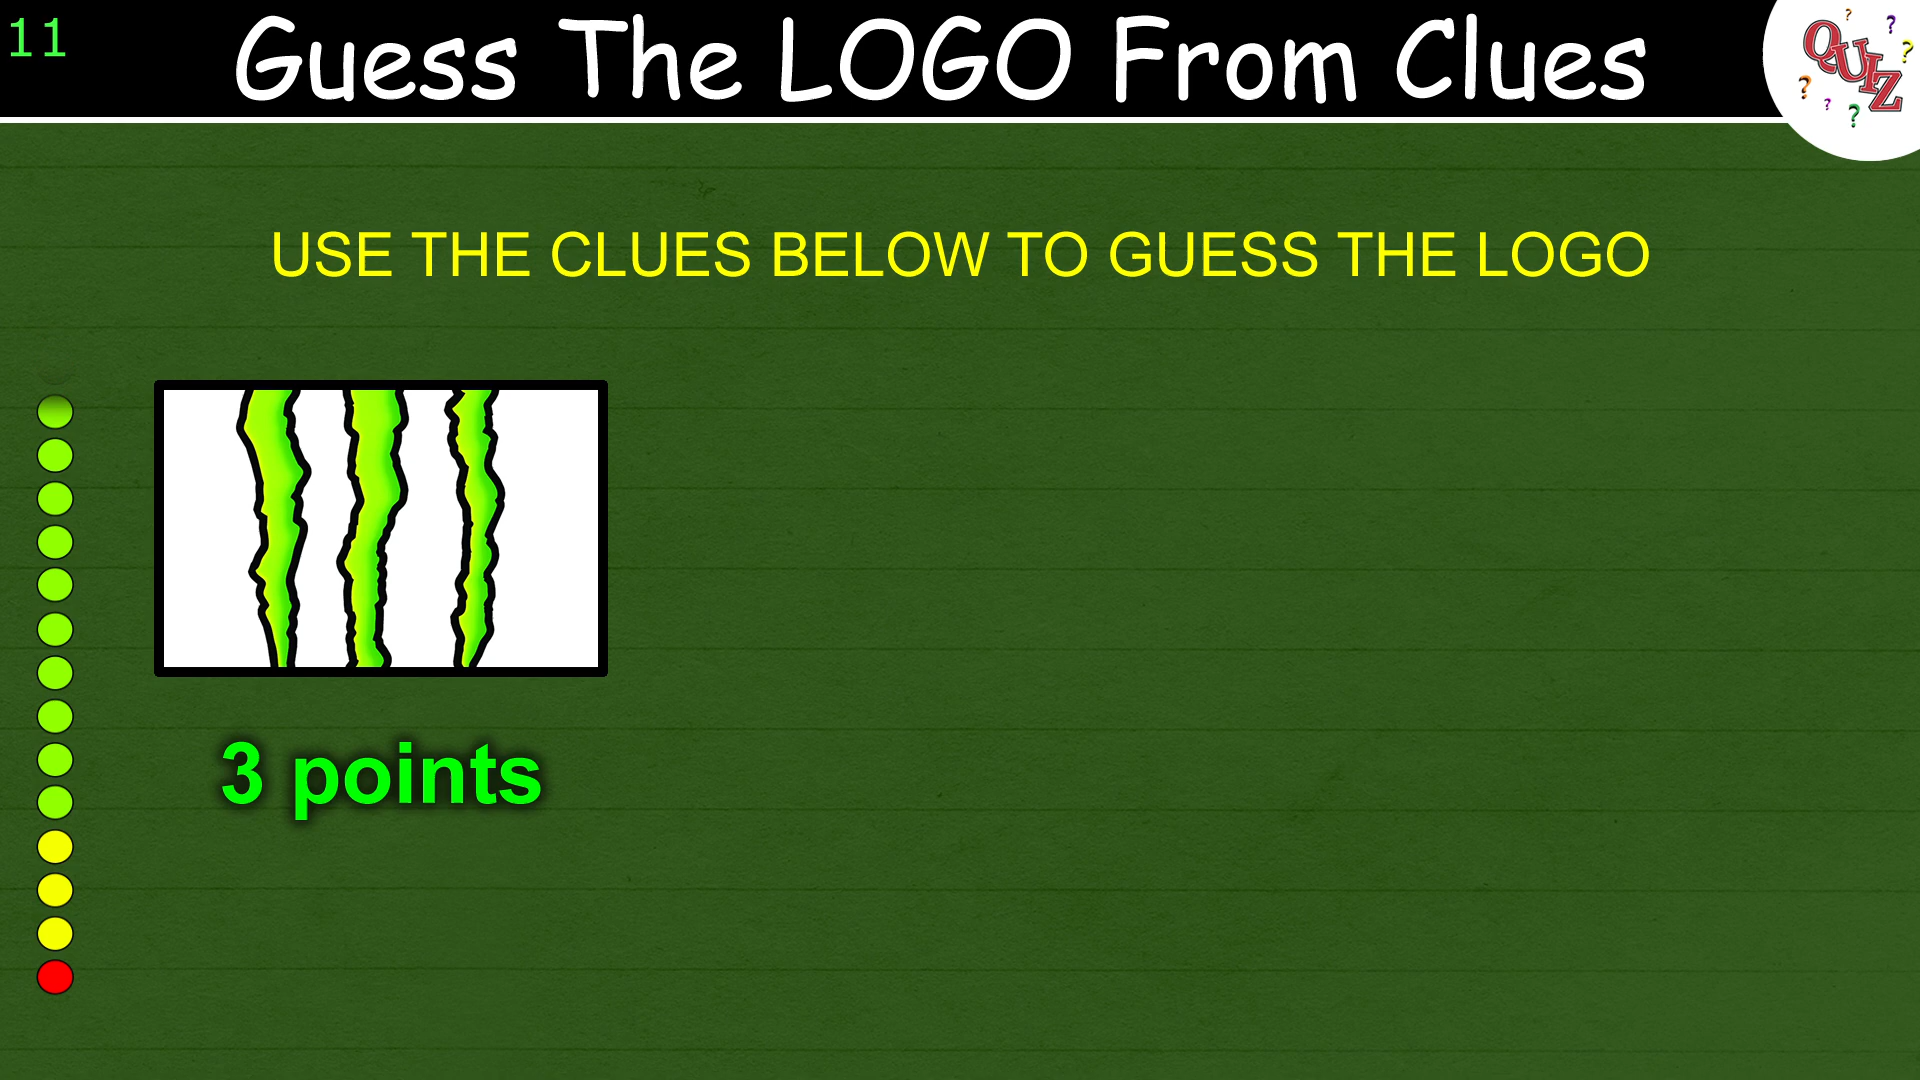 11
Guess The LOGO From Clues
QUIZ
USE THE CLUES BELOW TO GUESS THE LOGO
3 points